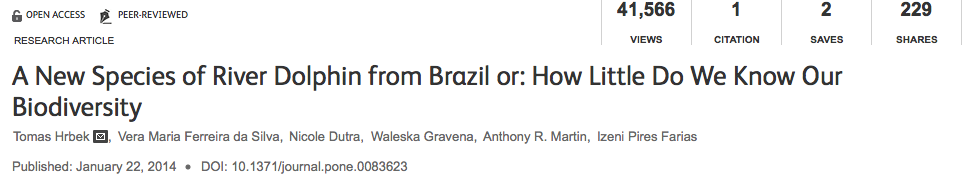 OPEN ACCESS PEER-REVIEWED
41,566 1 2 229
VIEWS CITATION SAVES SHARES
RESEARCH ARTICLE
A New Species of River Dolphin from Brazil or: How Little Do We Know Our
Biodiversity
Tomas Hrbek, Vera Maria Ferreira da Silva, Nicole Dutra, Waleska Gravena, Anthony R. Martin, Izeni Pires Farias
Published: January 22, 2014 • DOI: 10.1371/journal.pone.0083623